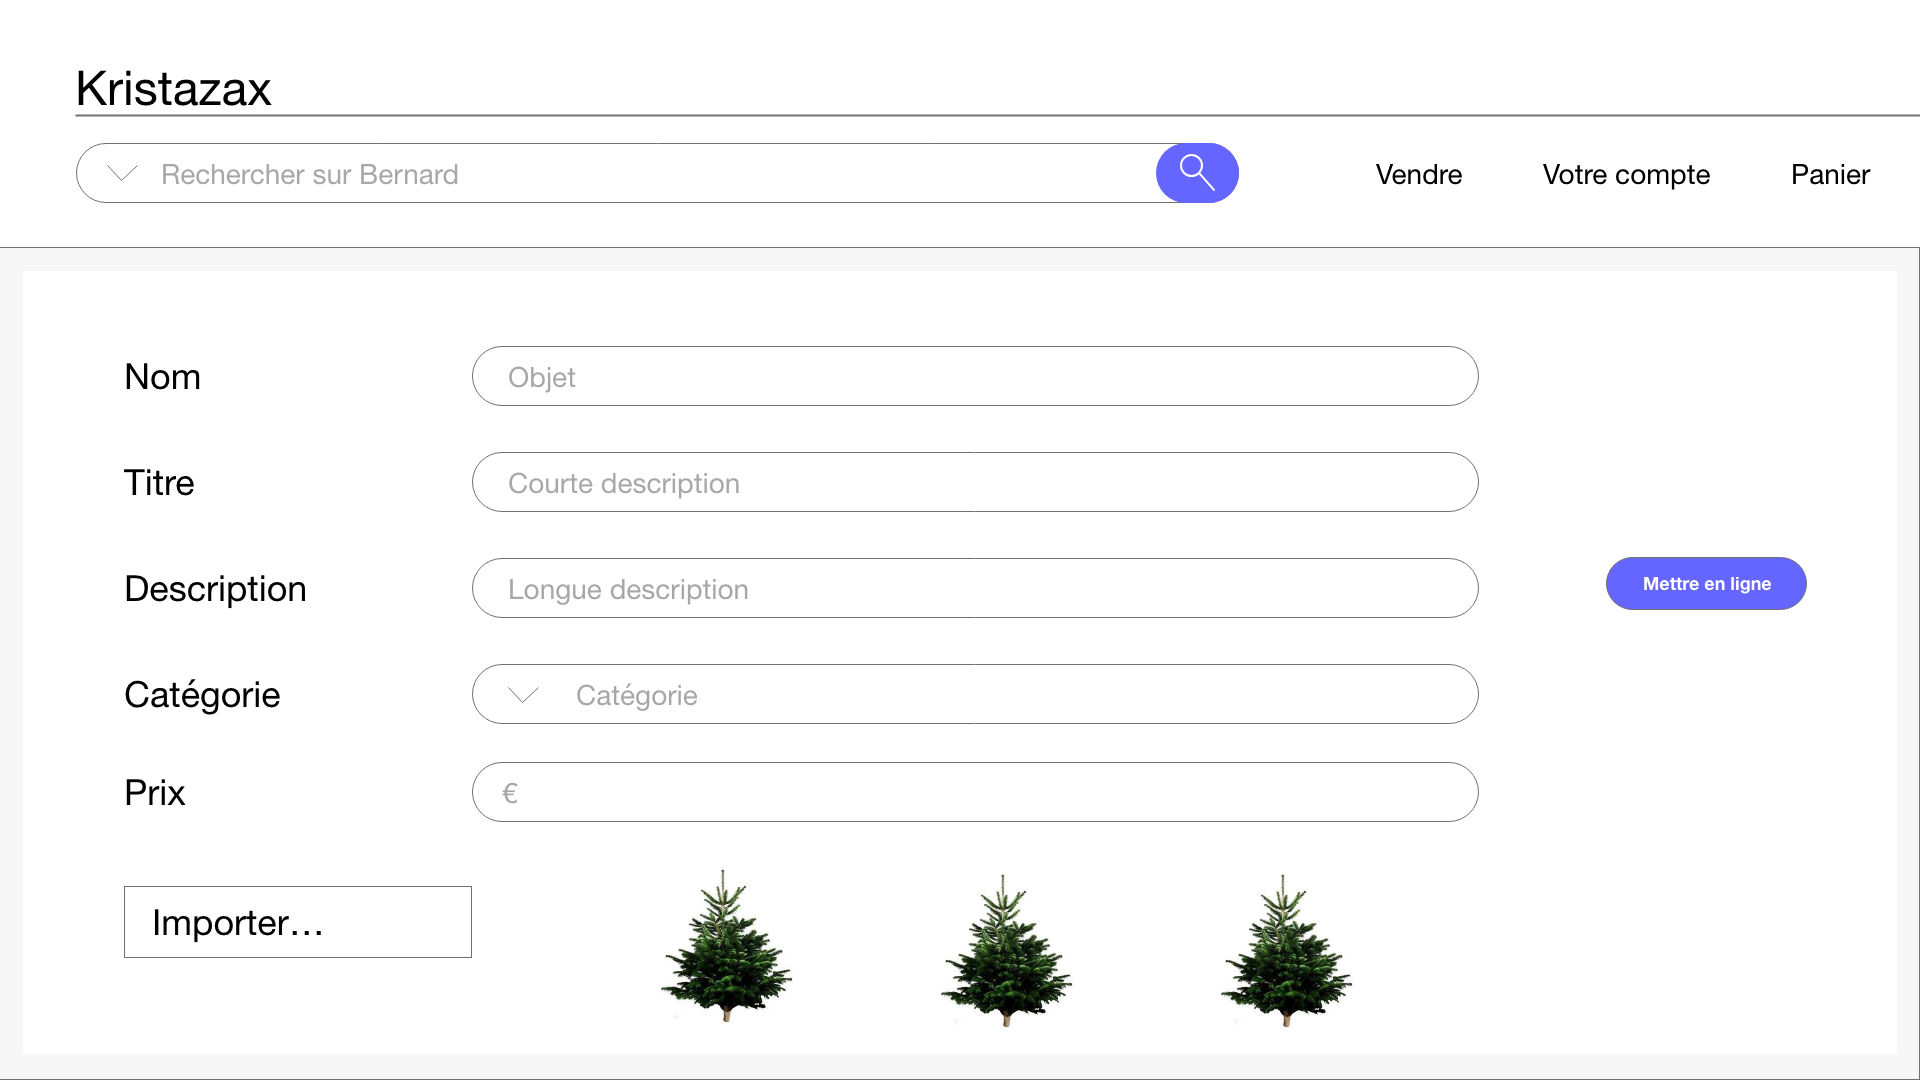 Kristazax
Rechercher sur Bernard
Vendre
Votre compte
Panier
Nom
Objet
Titre
Courte description
Description
Longue description
Mettre en ligne
Catégorie
Catégorie
Prix
€
Importer...